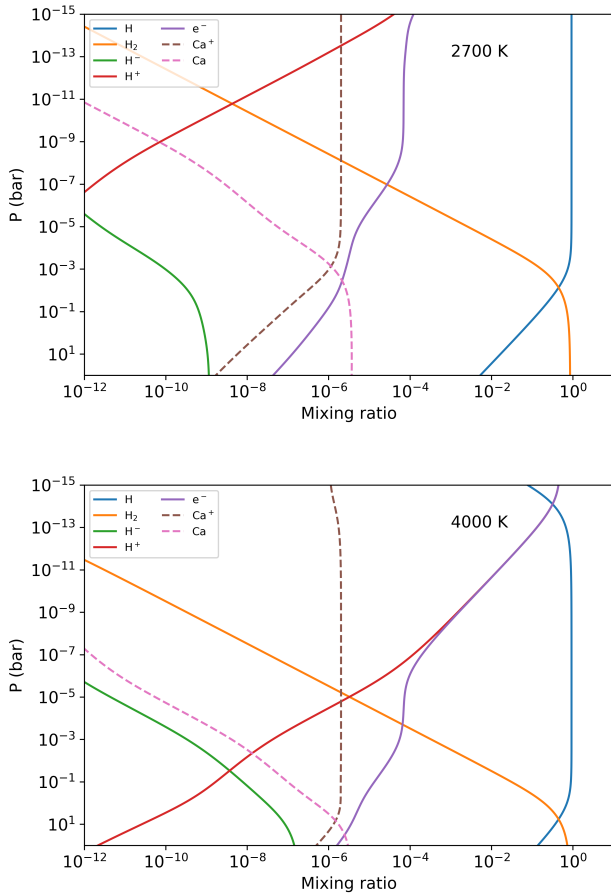 10⁻¹⁵
10⁻¹³
10⁻¹¹
10⁻⁹
10⁻⁷
10⁻⁵
10⁻³
10⁻¹
10¹
P (bar)
H
H₂
H⁻
H⁺
e⁻
Ca⁺
Ca
2700 K
10⁻¹² 10⁻¹⁰ 10⁻⁸ 10⁻⁶ 10⁻⁴ 10⁻² 10⁰
Mixing ratio
10⁻¹⁵
10⁻¹³
10⁻¹¹
10⁻⁹
10⁻⁷
10⁻⁵
10⁻³
10⁻¹
10¹
P (bar)
H
H₂
H⁻
H⁺
e⁻
Ca⁺
Ca
4000 K
10⁻¹² 10⁻¹⁰ 10⁻⁸ 10⁻⁶ 10⁻⁴ 10⁻² 10⁰
Mixing ratio